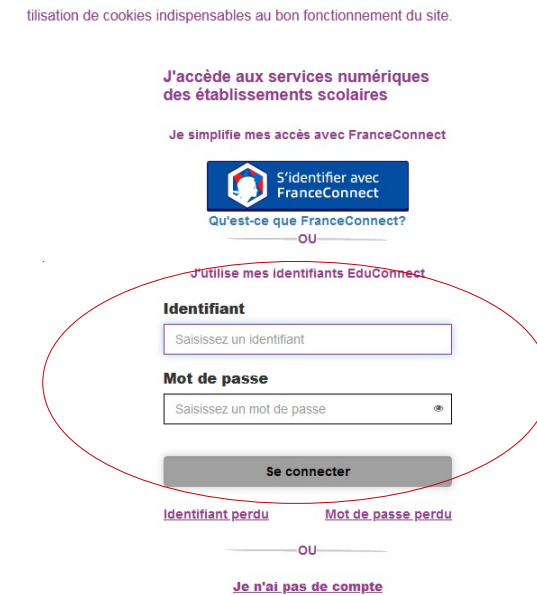 tilisation de cookies indispensables au bon fonctionnement du site.
J'accède aux services numériques
des établissements scolaires
Je simplifie mes accès avec FranceConnect
S'identifier avec
FranceConnect
Qu'est-ce que FranceConnect?
OU
J'utilise mes identifiants EduConnect
Identifiant
Saisissez un identifiant
Mot de passe
Saisissez un mot de passe
Se connecter
Identifiant perdu Mot de passe perdu
OU
Je n'ai pas de compte